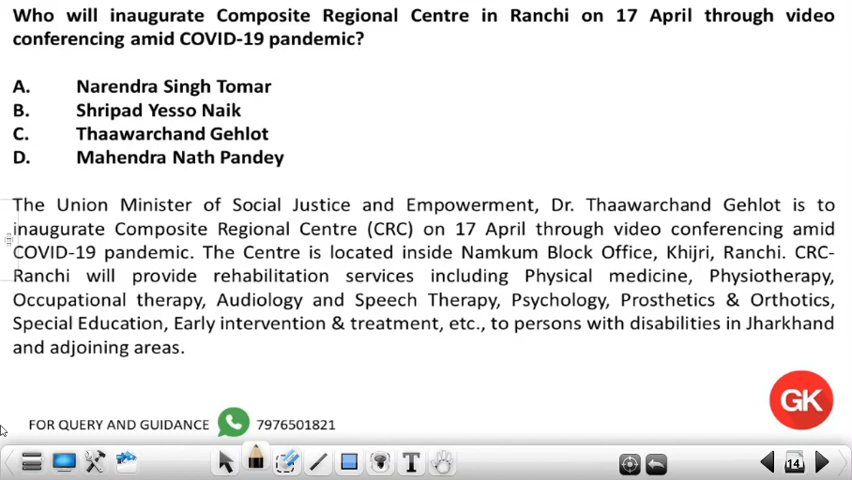 Who will inaugurate Composite Regional Centre in Ranchi on 17 April through video
conferencing amid COVID-19 pandemic?
A. Narendra Singh Tomar
B. Shripad Yesso Naik
C. Thaawarchand Gehlot
D. Mahendra Nath Pandey
The Union Minister of Social Justice and Empowerment, Dr. Thaawarchand Gehlot is to
inaugurate Composite Regional Centre (CRC) on 17 April through video conferencing amid
COVID-19 pandemic. The Centre is located inside Namkum Block Office, Khijri, Ranchi. CRC-
Ranchi will provide rehabilitation services including Physical medicine, Physiotherapy,
Occupational therapy, Audiology and Speech Therapy, Psychology, Prosthetics & Orthotics,
Special Education, Early intervention & treatment, etc., to persons with disabilities in Jharkhand
and adjoining areas.
GK
FOR QUERY AND GUIDANCE 7976501821
T 14